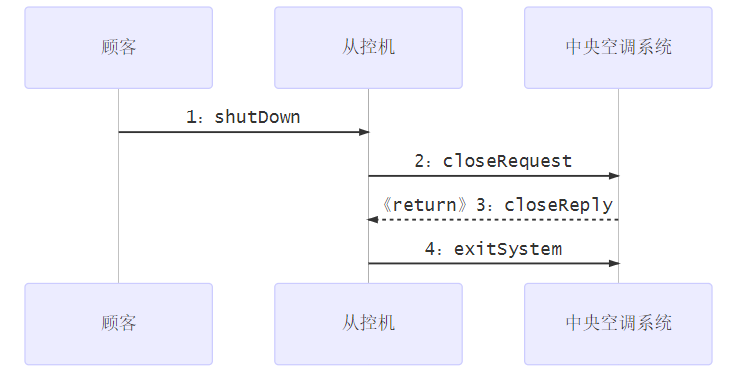 顾客
从控机
中央空调系统
1：shutDown
2：closeRequest
《return》3：closeReply
4：exitSystem
顾客
从控机
中央空调系统